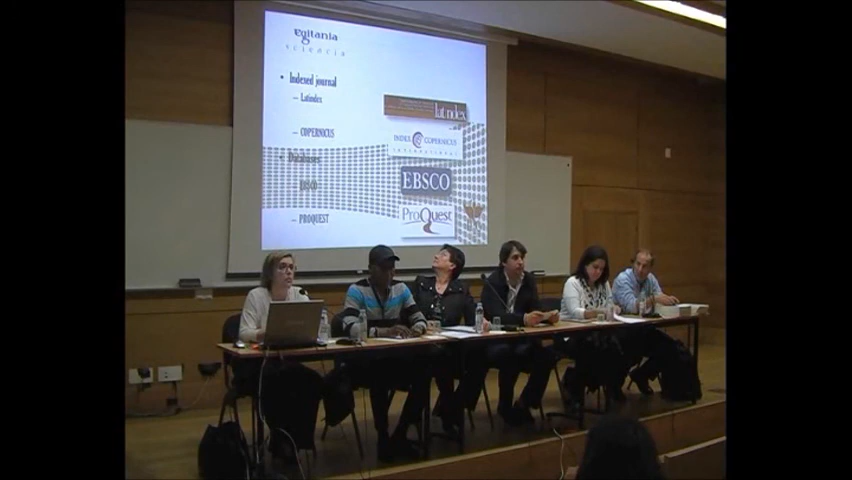 egitania
sciencia
• Indexed journal
– Latindex
latindex
– COPERNICUS
INDEX COPERNICUS
INTERNATIONAL
• Databases
EBSCO
EBSCO
– PROQUEST
ProQuest